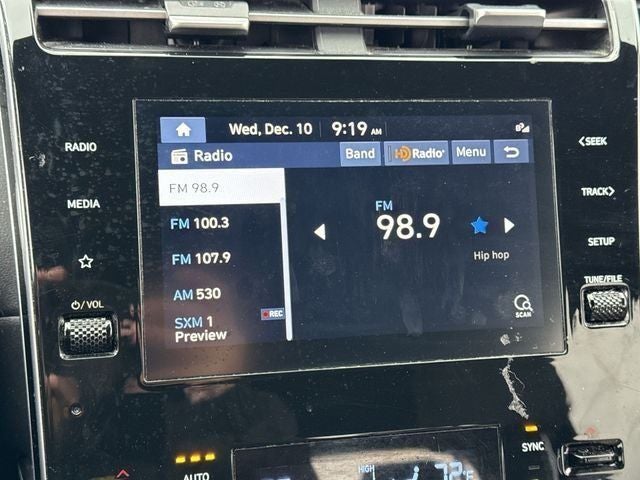 Wed, Dec. 10 9:19 AM
RADIO
MEDIA
⏻/ VOL
Radio
Band
HD Radio
Menu
FM 98.9
FM 100.3
FM 107.9
AM 530
SXM 1
Preview
REC
FM
98.9
Hip hop
SCAN
<SEEK
TRACK>
SETUP
TUNE/FILE
AUTO
HIGH
72°F
SYNC